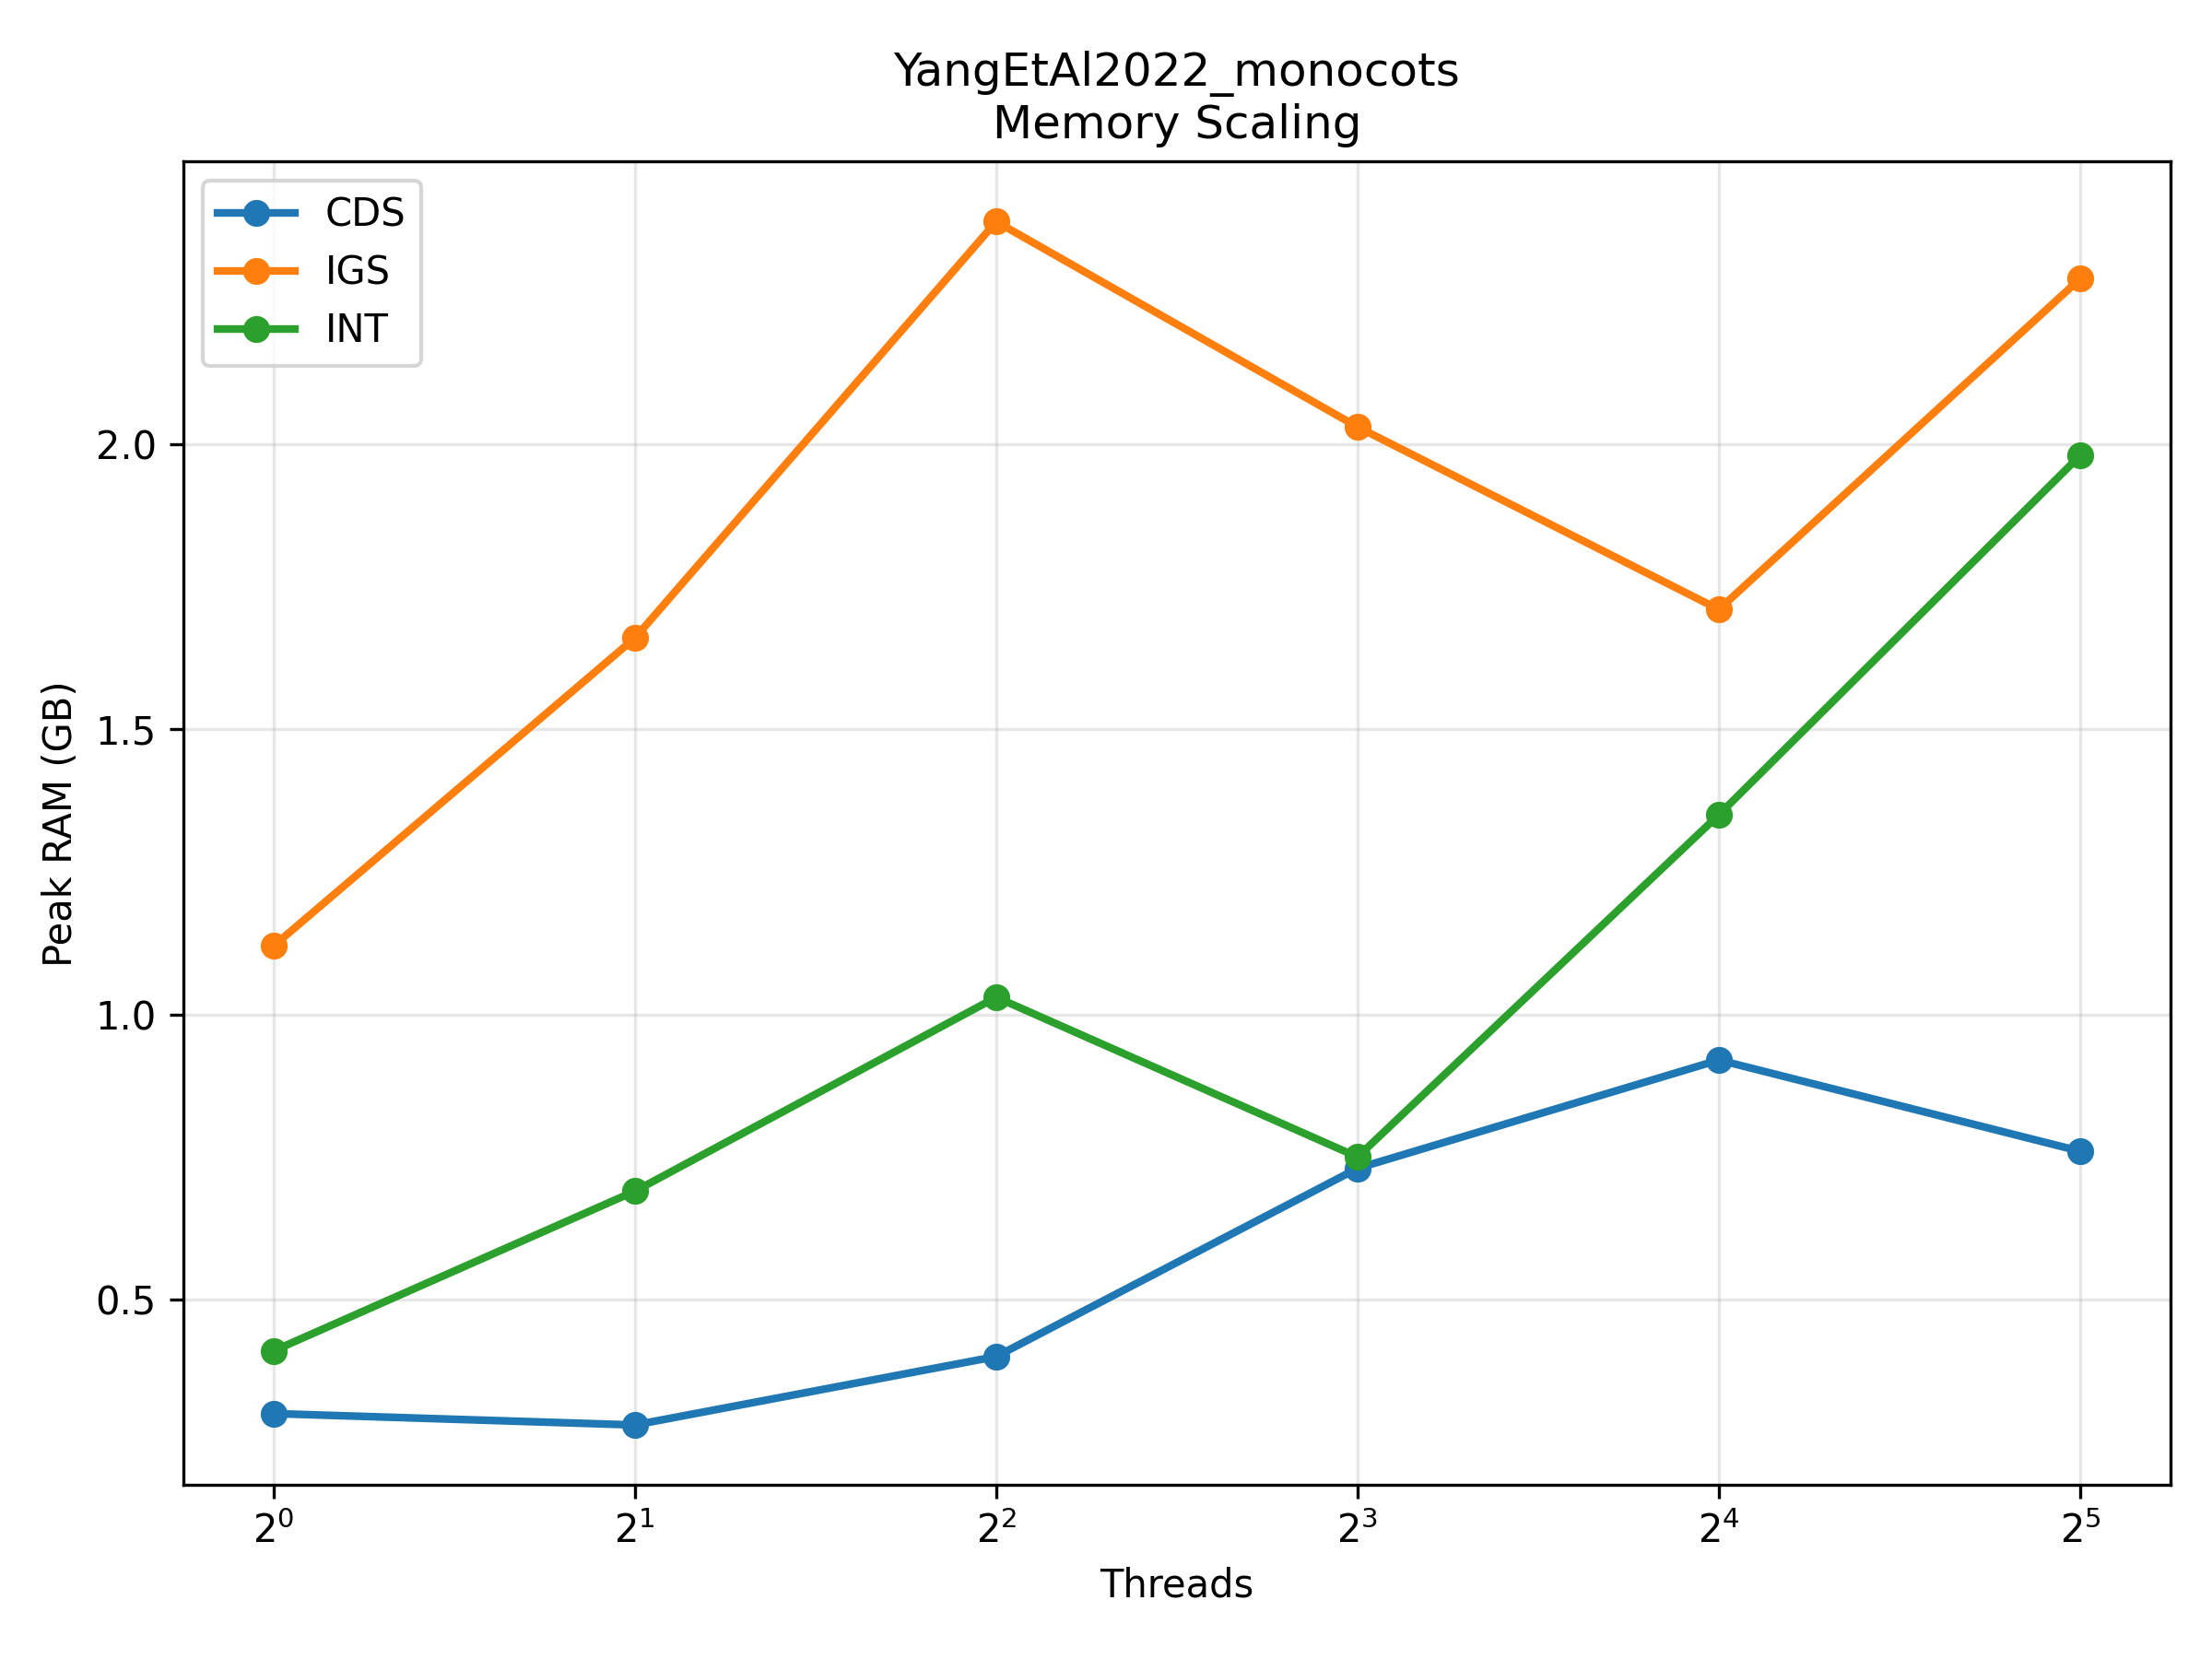 YangEtAl2022_monocots
Memory Scaling
CDS
IGS
INT
Peak RAM (GB)
2.0
1.5
1.0
0.5
2⁰ 2¹ 2² 2³ 2⁴ 2⁵
Threads